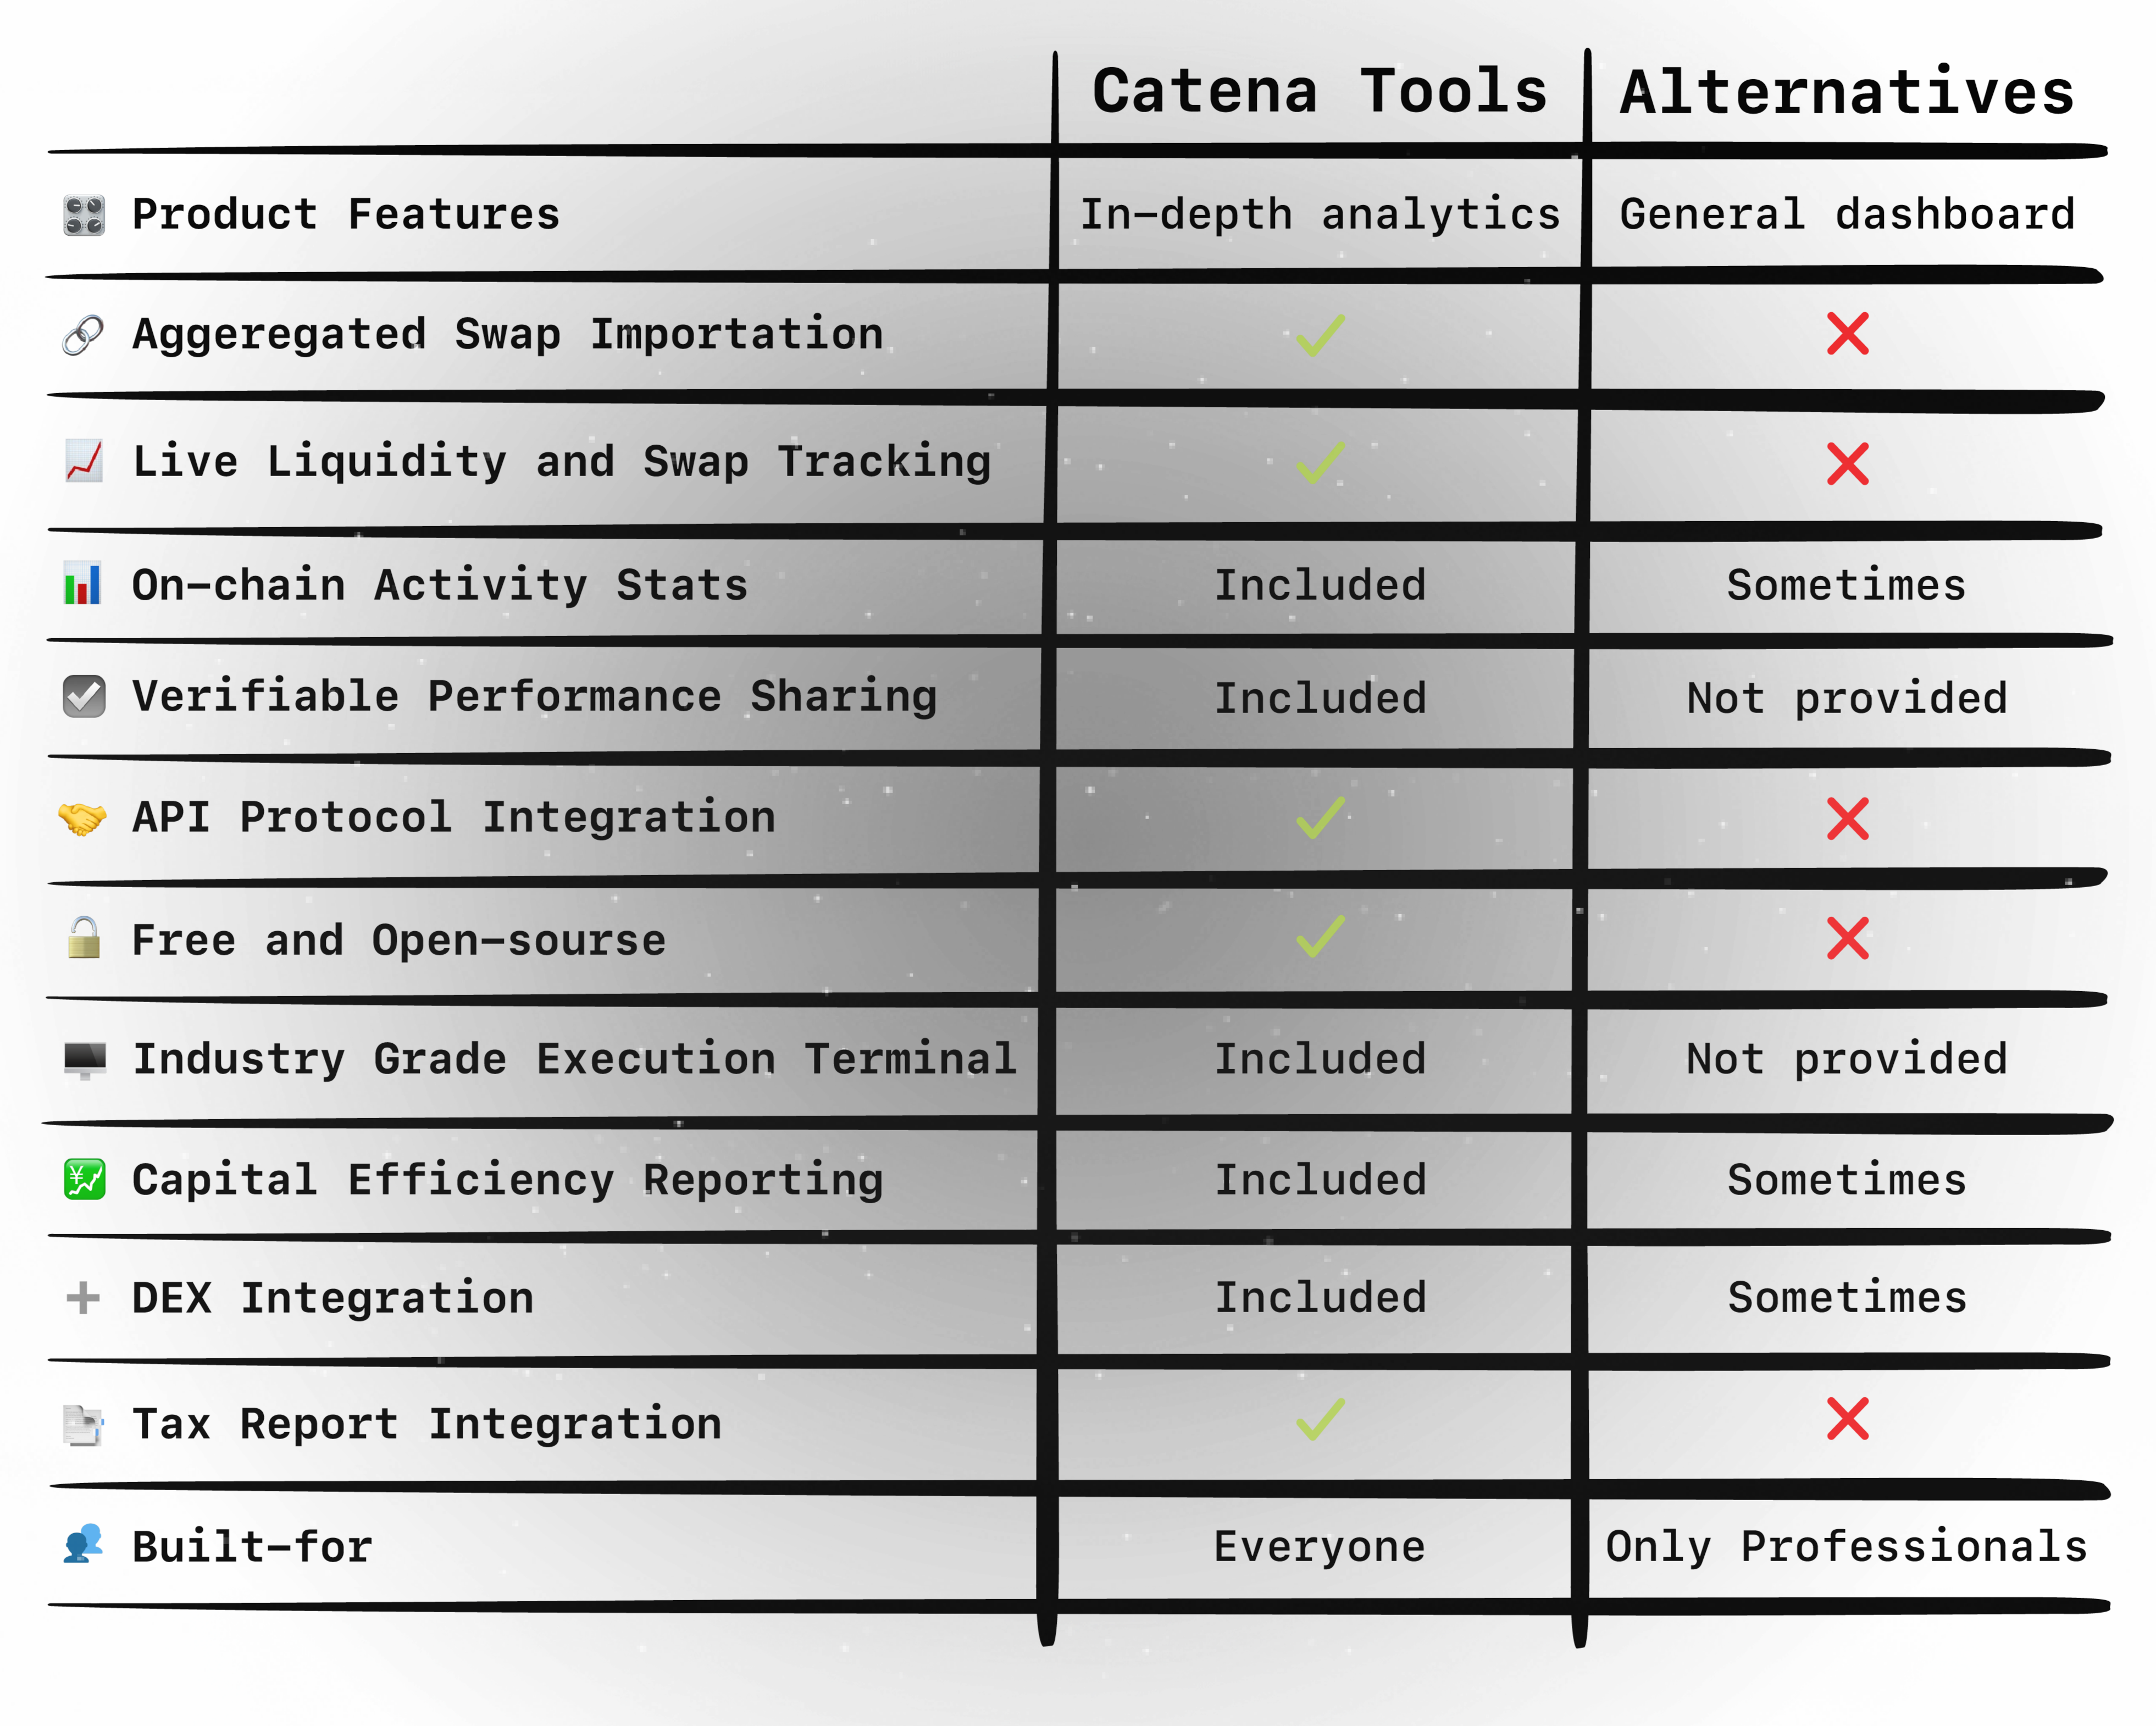 Catena Tools Alternatives
Product Features In-depth analytics General dashboard
Aggeregated Swap Importation
Live Liquidity and Swap Tracking
On-chain Activity Stats Included Sometimes
Verifiable Performance Sharing Included Not provided
API Protocol Integration
Free and Open-sourse
Industry Grade Execution Terminal Included Not provided
Capital Efficiency Reporting Included Sometimes
DEX Integration Included Sometimes
Tax Report Integration
Built-for Everyone Only Professionals